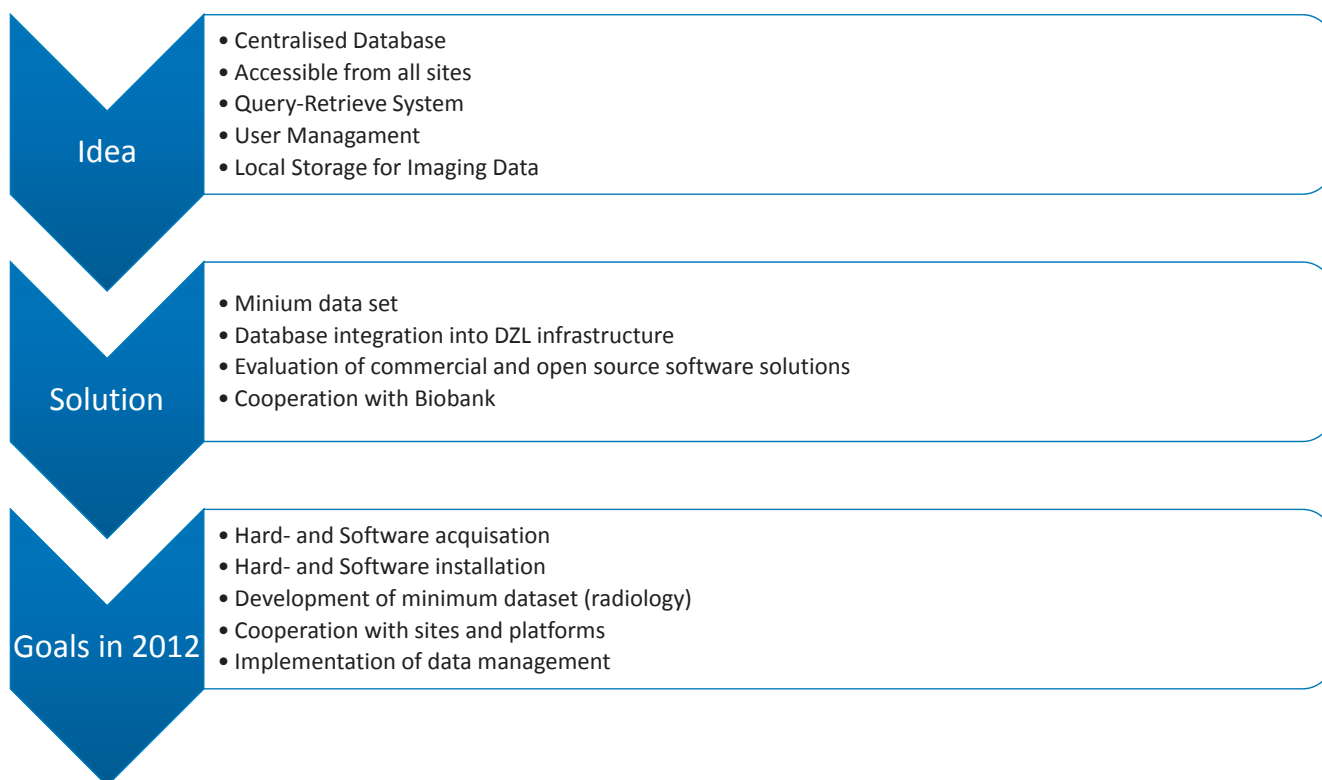 Idea
• Centralised Database
• Accessible from all sites
• Query-Retrieve System
• User Managament
• Local Storage for Imaging Data
Solution
• Minium data set
• Database integration into DZL infrastructure
• Evaluation of commercial and open source software solutions
• Cooperation with Biobank
Goals in 2012
• Hard- and Software acquisation
• Hard- and Software installation
• Development of minimum dataset (radiology)
• Cooperation with sites and platforms
• Implementation of data management